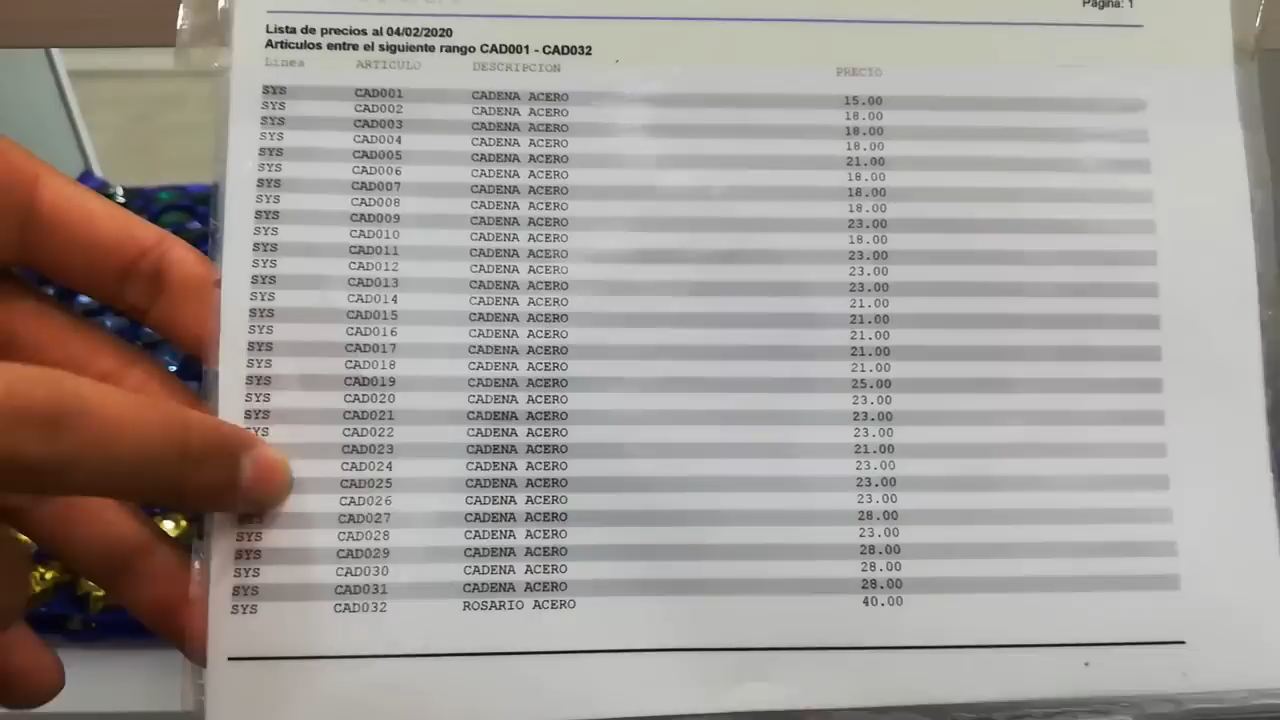 Página: 1
Lista de precios al 04/02/2020
Articulos entre el siguiente rango CAD001 - CAD032
Linea ARTICULO DESCRIPCION PRECIO
SYS CAD001 CADENA ACERO 15.00
SYS CAD002 CADENA ACERO 18.00
SYS CAD003 CADENA ACERO 18.00
SYS CAD004 CADENA ACERO 18.00
SYS CAD005 CADENA ACERO 21.00
SYS CAD006 CADENA ACERO 18.00
SYS CAD007 CADENA ACERO 18.00
SYS CAD008 CADENA ACERO 18.00
SYS CAD009 CADENA ACERO 23.00
SYS CAD010 CADENA ACERO 18.00
SYS CAD011 CADENA ACERO 23.00
SYS CAD012 CADENA ACERO 23.00
SYS CAD013 CADENA ACERO 23.00
SYS CAD014 CADENA ACERO 21.00
SYS CAD015 CADENA ACERO 21.00
SYS CAD016 CADENA ACERO 21.00
SYS CAD017 CADENA ACERO 21.00
SYS CAD018 CADENA ACERO 21.00
SYS CAD019 CADENA ACERO 25.00
SYS CAD020 CADENA ACERO 23.00
SYS CAD021 CADENA ACERO 23.00
SYS CAD022 CADENA ACERO 23.00
CAD023 CADENA ACERO 21.00
CAD024 CADENA ACERO 23.00
CAD025 CADENA ACERO 23.00
CAD026 CADENA ACERO 23.00
SYS CAD027 CADENA ACERO 28.00
SYS CAD028 CADENA ACERO 23.00
SYS CAD029 CADENA ACERO 28.00
SYS CAD030 CADENA ACERO 28.00
SYS CAD031 CADENA ACERO 28.00
SYS CAD032 ROSARIO ACERO 40.00